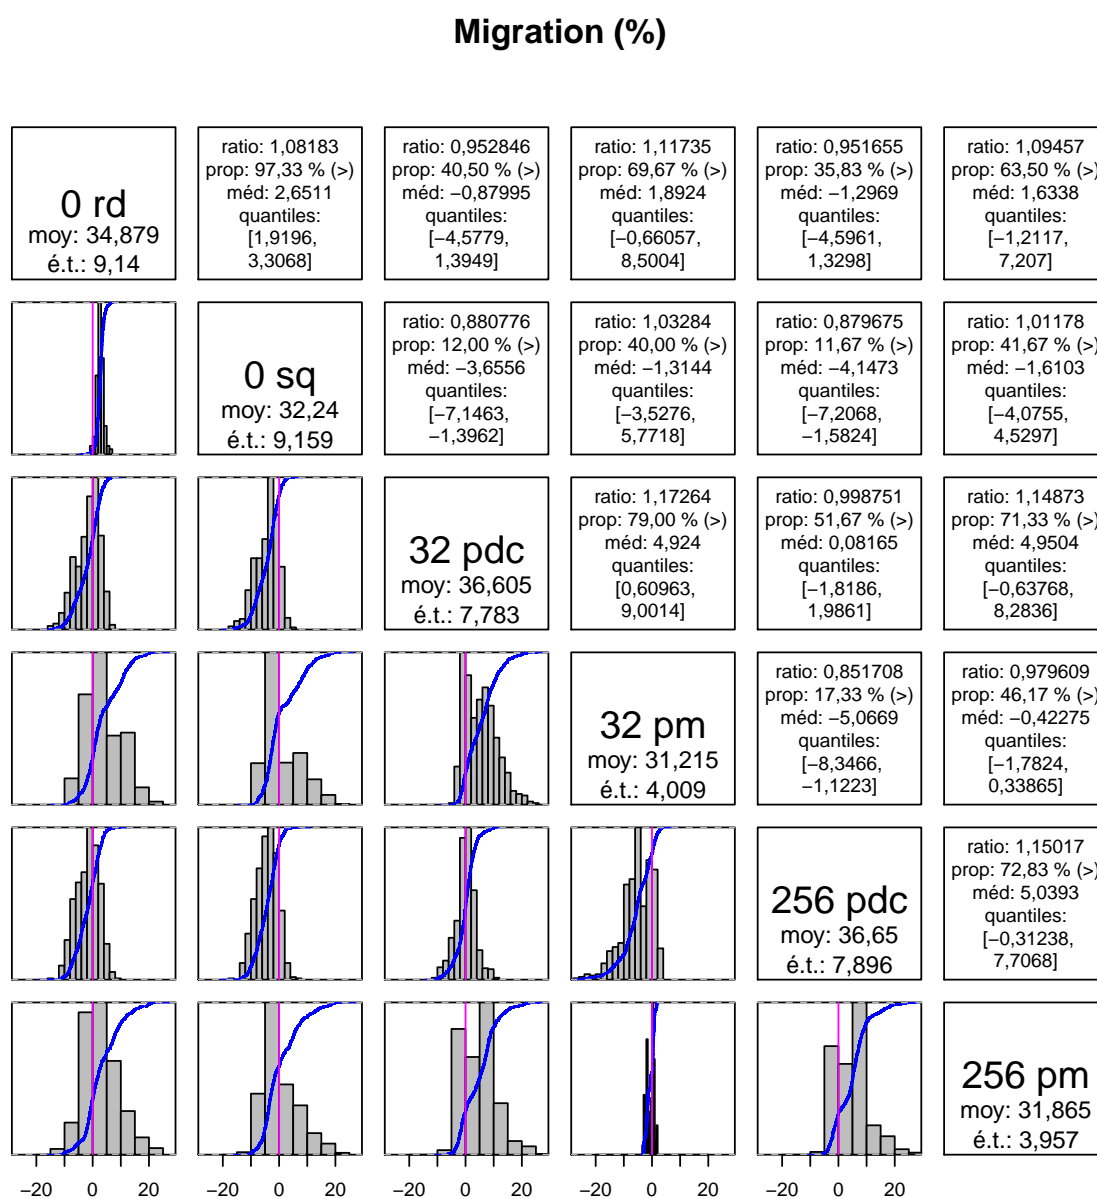 Migration (%)
0 rd
moy: 34,879
é.t.: 9,14
ratio: 1,08183
prop: 97,33 % (>)
méd: 2,6511
quantiles:
[1,9196,
3,3068]
ratio: 0,952846
prop: 40,50 % (>)
méd: −0,87995
quantiles:
[−4,5779,
1,3949]
ratio: 1,11735
prop: 69,67 % (>)
méd: 1,8924
quantiles:
[−0,66057,
8,5004]
ratio: 0,951655
prop: 35,83 % (>)
méd: −1,2969
quantiles:
[−4,5961,
1,3298]
ratio: 1,09457
prop: 63,50 % (>)
méd: 1,6338
quantiles:
[−1,2117,
7,207]
0 sq
moy: 32,24
é.t.: 9,159
ratio: 0,880776
prop: 12,00 % (>)
méd: −3,6556
quantiles:
[−7,1463,
−1,3962]
ratio: 1,03284
prop: 40,00 % (>)
méd: −1,3144
quantiles:
[−3,5276,
5,7718]
ratio: 0,879675
prop: 11,67 % (>)
méd: −4,1473
quantiles:
[−7,2068,
−1,5824]
ratio: 1,01178
prop: 41,67 % (>)
méd: −1,6103
quantiles:
[−4,0755,
4,5297]
32 pdc
moy: 36,605
é.t.: 7,783
ratio: 1,17264
prop: 79,00 % (>)
méd: 4,924
quantiles:
[0,60963,
9,0014]
ratio: 0,998751
prop: 51,67 % (>)
méd: 0,08165
quantiles:
[−1,8186,
1,9861]
ratio: 1,14873
prop: 71,33 % (>)
méd: 4,9504
quantiles:
[−0,63768,
8,2836]
32 pm
moy: 31,215
é.t.: 4,009
ratio: 0,851708
prop: 17,33 % (>)
méd: −5,0669
quantiles:
[−8,3466,
−1,1223]
ratio: 0,979609
prop: 46,17 % (>)
méd: −0,42275
quantiles:
[−1,7824,
0,33865]
256 pdc
moy: 36,65
é.t.: 7,896
ratio: 1,15017
prop: 72,83 % (>)
méd: 5,0393
quantiles:
[−0,31238,
7,7068]
256 pm
moy: 31,865
é.t.: 3,957
−20 0 20 −20 0 20 −20 0 20 −20 0 20 −20 0 20